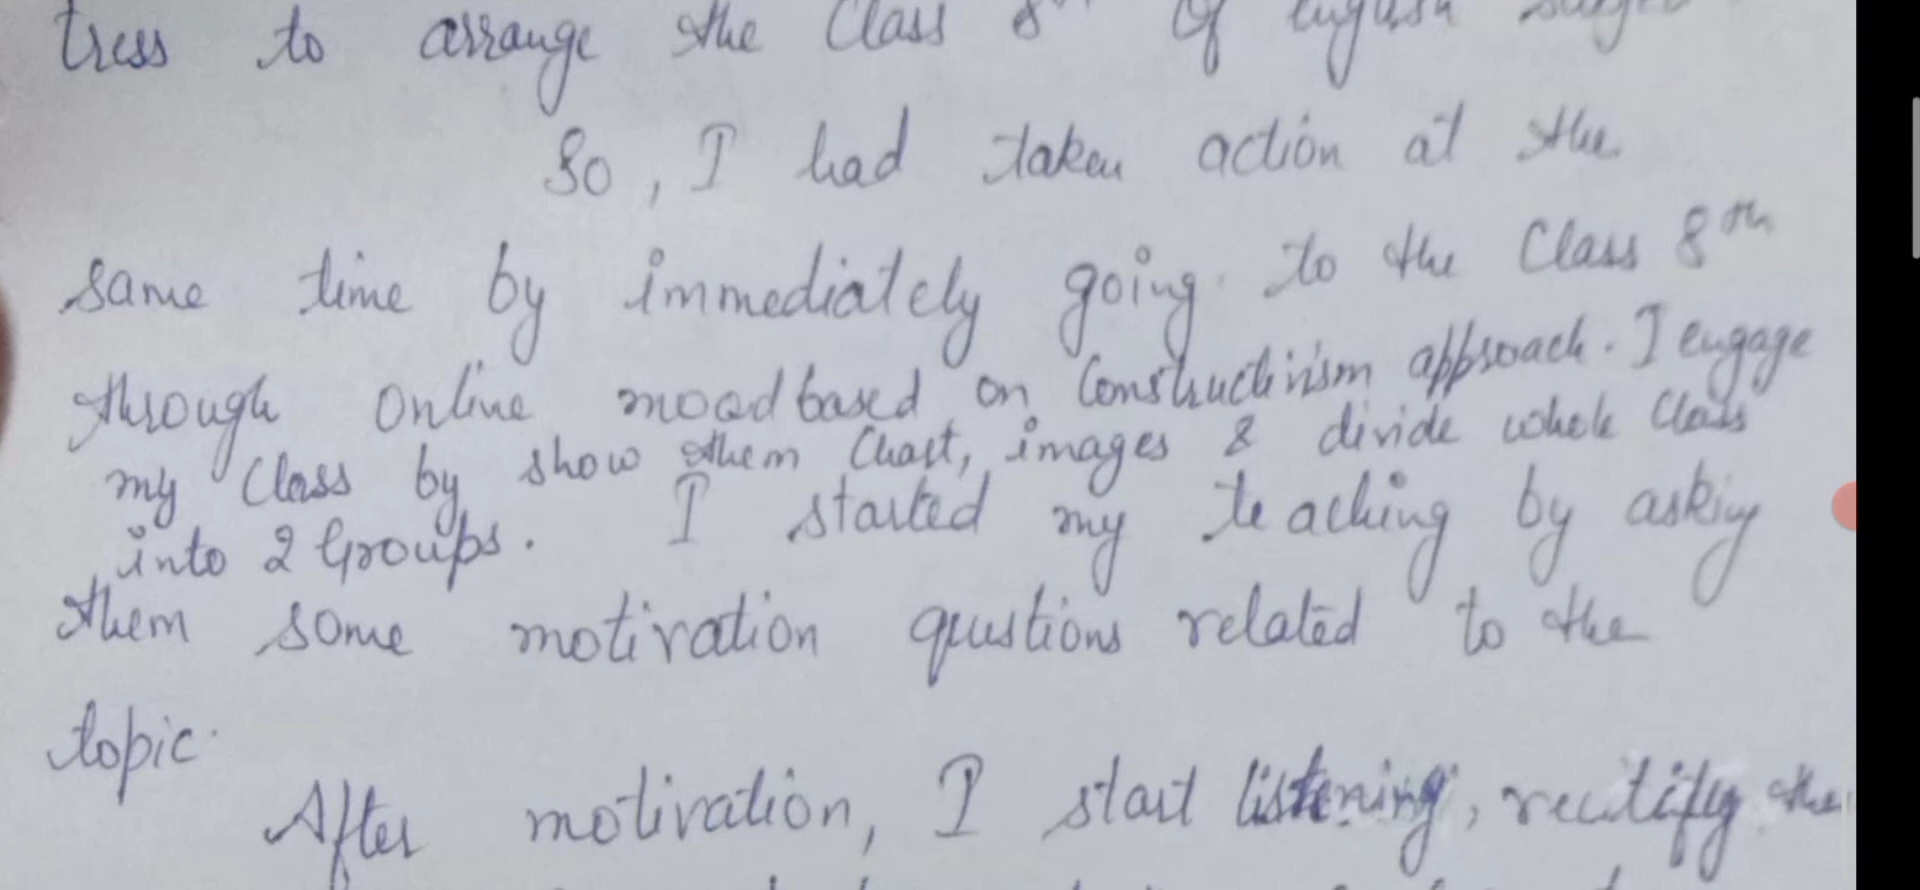 tress to arrange the Class 8th Of English
So, I had taken action at the
same time by immediately going to the Class 8th
through Online mood based on Constructivism approach. I engage
my Class by show them Chart, images & divide whole Class
into 2 Groups. I started my teaching by asking
them some motivation questions related to the
topic.
After motivation, I start listening, rectify the